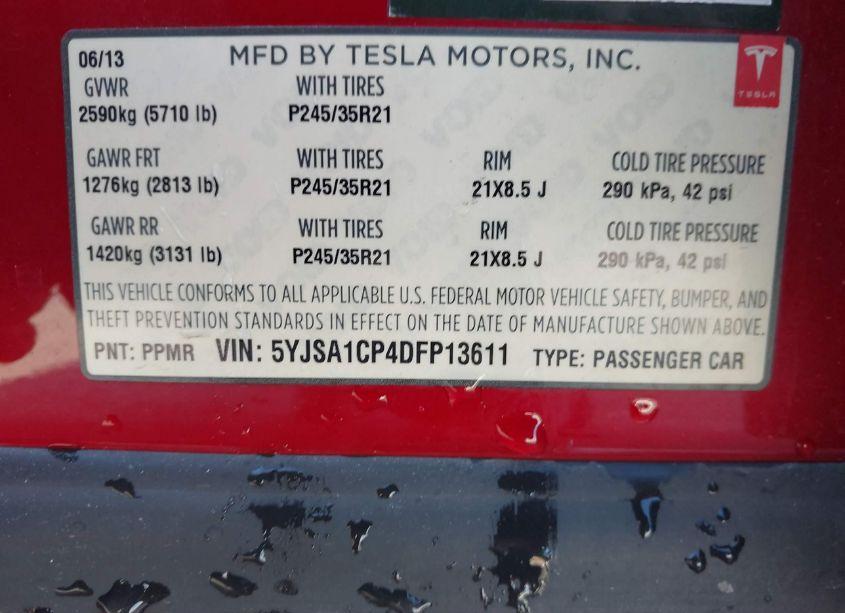 06/13 MFD BY TESLA MOTORS, INC.
TESLA
GVWR WITH TIRES
2590kg (5710 lb) P245/35R21
GAWR FRT WITH TIRES RIM COLD TIRE PRESSURE
1276kg (2813 lb) P245/35R21 21X8.5 J 290 kPa, 42 psi
GAWR RR WITH TIRES RIM COLD TIRE PRESSURE
1420kg (3131 lb) P245/35R21 21X8.5 J 290 kPa, 42 psi
THIS VEHICLE CONFORMS TO ALL APPLICABLE U.S. FEDERAL MOTOR VEHICLE SAFETY, BUMPER, AND
THEFT PREVENTION STANDARDS IN EFFECT ON THE DATE OF MANUFACTURE SHOWN ABOVE.
PNT: PPMR VIN: 5YJSA1CP4DFP13611 TYPE: PASSENGER CAR